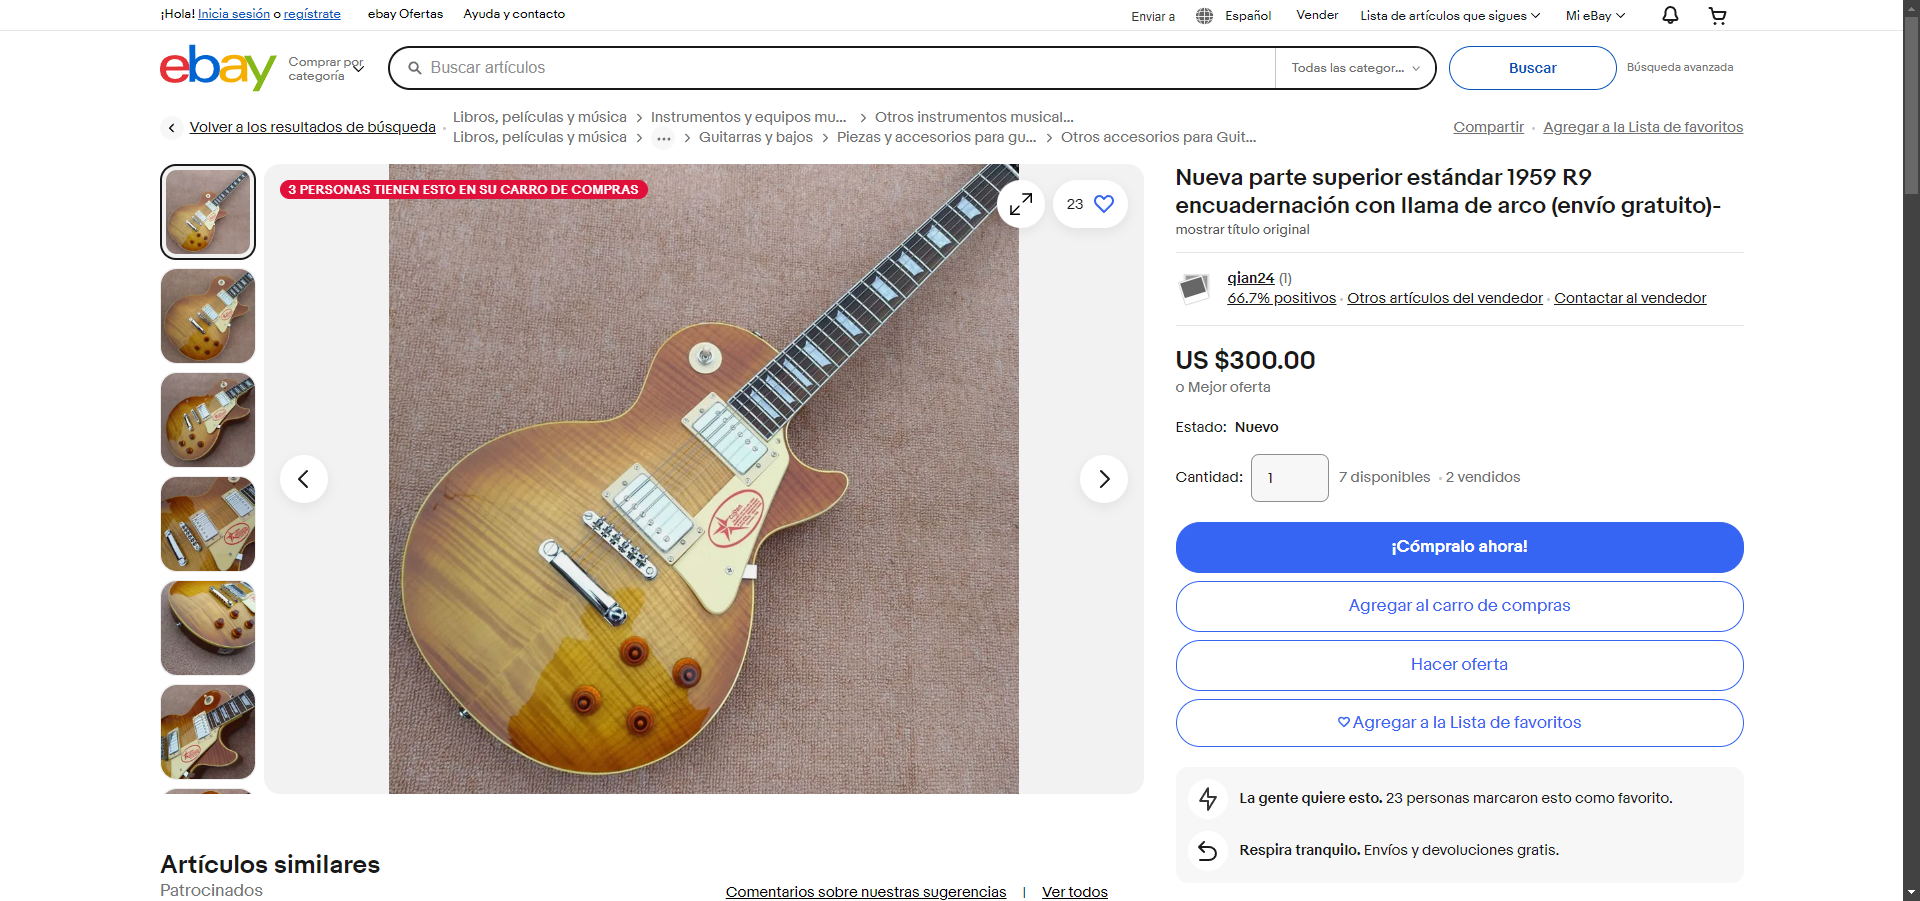 ¡Hola! Inicia sesión o regístrate
ebay Ofertas
Ayuda y contacto
Enviar a
Español
Vender
Lista de artículos que sigues
Mi eBay
ebay
Comprar por
categoría
Buscar artículos
Todas las categor...
Buscar
Búsqueda avanzada
Volver a los resultados de búsqueda
Libros, películas y música > Instrumentos y equipos mu... > Otros instrumentos musical...
Libros, películas y música > ... > Guitarras y bajos > Piezas y accesorios para gu... > Otros accesorios para Guit...
Compartir
Agregar a la Lista de favoritos
3 PERSONAS TIENEN ESTO EN SU CARRO DE COMPRAS
23
Nueva parte superior estándar 1959 R9
encuadernación con llama de arco (envío gratuito)-
mostrar título original
qian24 (1)
66.7% positivos · Otros artículos del vendedor · Contactar al vendedor
US $300.00
o Mejor oferta
Estado: Nuevo
Cantidad: 1 7 disponibles · 2 vendidos
¡Cómpralo ahora!
Agregar al carro de compras
Hacer oferta
Agregar a la Lista de favoritos
La gente quiere esto. 23 personas marcaron esto como favorito.
Respira tranquilo. Envíos y devoluciones gratis.
Artículos similares
Patrocinados
Comentarios sobre nuestras sugerencias | Ver todos